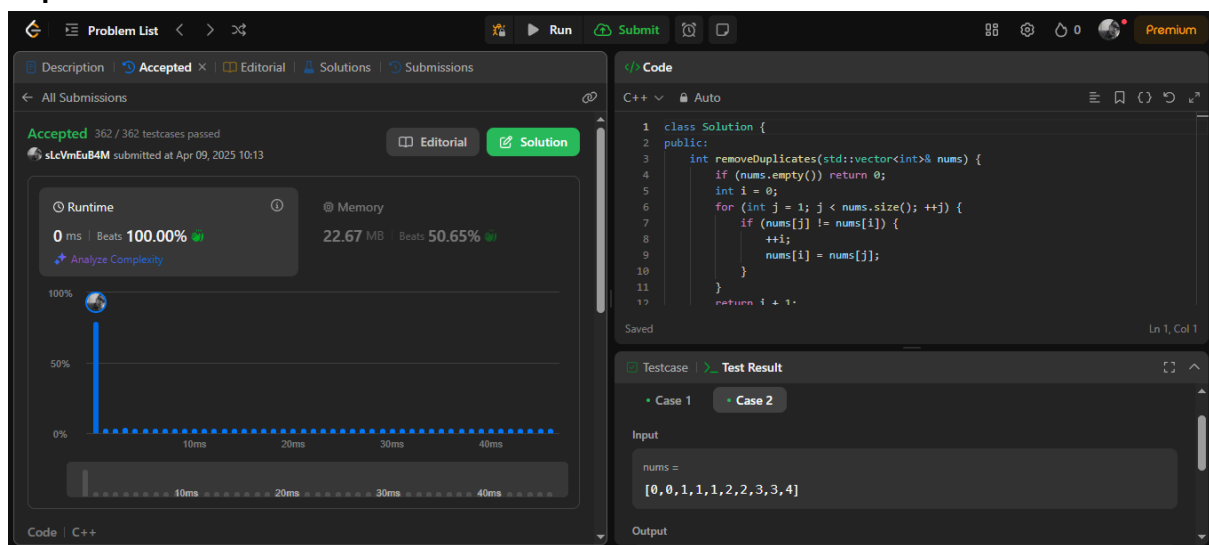 Problem List
Run
Submit
0
Premium
Description
Accepted
Editorial
Solutions
Submissions
All Submissions
Accepted 362 / 362 testcases passed
sLcVmEuB4M submitted at Apr 09, 2025 10:13
Editorial
Solution
Runtime
0 ms Beats 100.00%
Analyze Complexity
Memory
22.67 MB Beats 50.65%
100%
50%
0%
10ms 20ms 30ms 40ms
10ms 20ms 30ms 40ms
Code C++
</> Code
C++ Auto
1 class Solution {
2 public:
3 int removeDuplicates(std::vector<int>& nums) {
4 if (nums.empty()) return 0;
5 int i = 0;
6 for (int j = 1; j < nums.size(); ++j) {
7 if (nums[j] != nums[i]) {
8 ++i;
9 nums[i] = nums[j];
10 }
11 }
12 return i + 1;
Saved
Ln 1, Col 1
Testcase
>_ Test Result
Case 1
Case 2
Input
nums =
[0,0,1,1,1,2,2,3,3,4]
Output